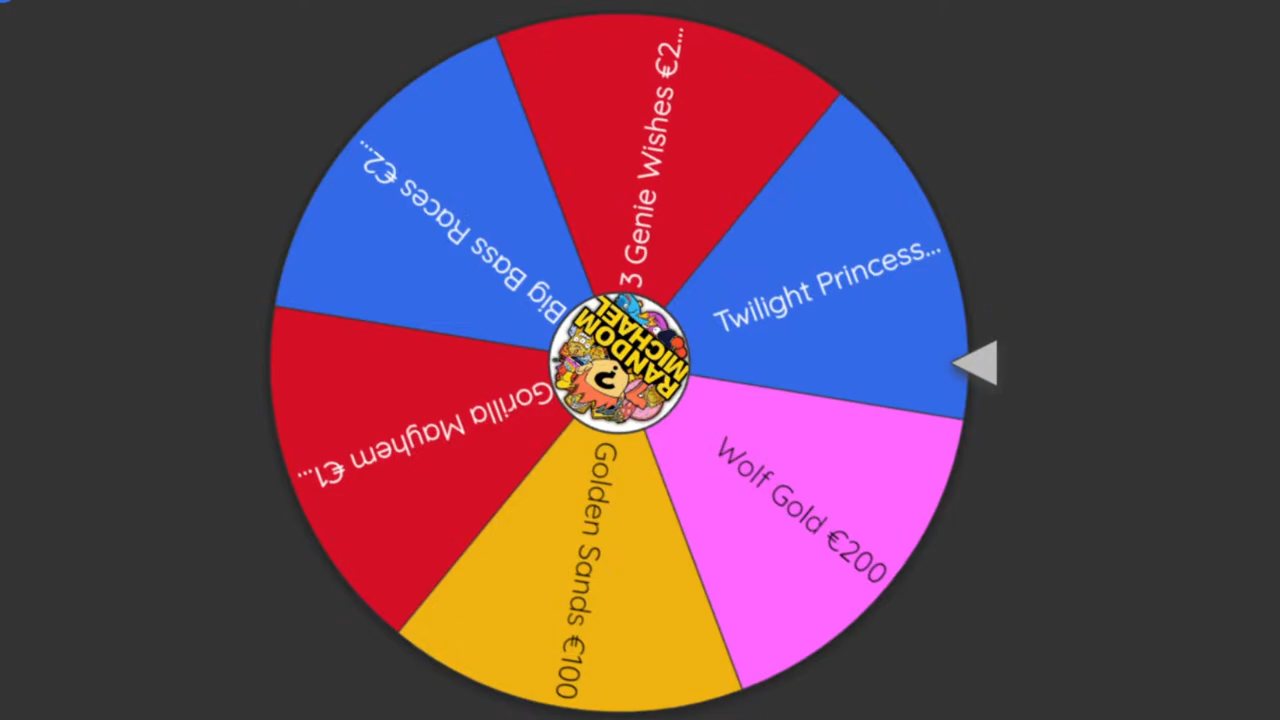 3 Genie Wishes €2...
Twilight Princess...
Wolf Gold €200
Golden Sands €100
Gorilla Mayhem €1...
Big Bass Races €2...
RANDOM
MICHAEL